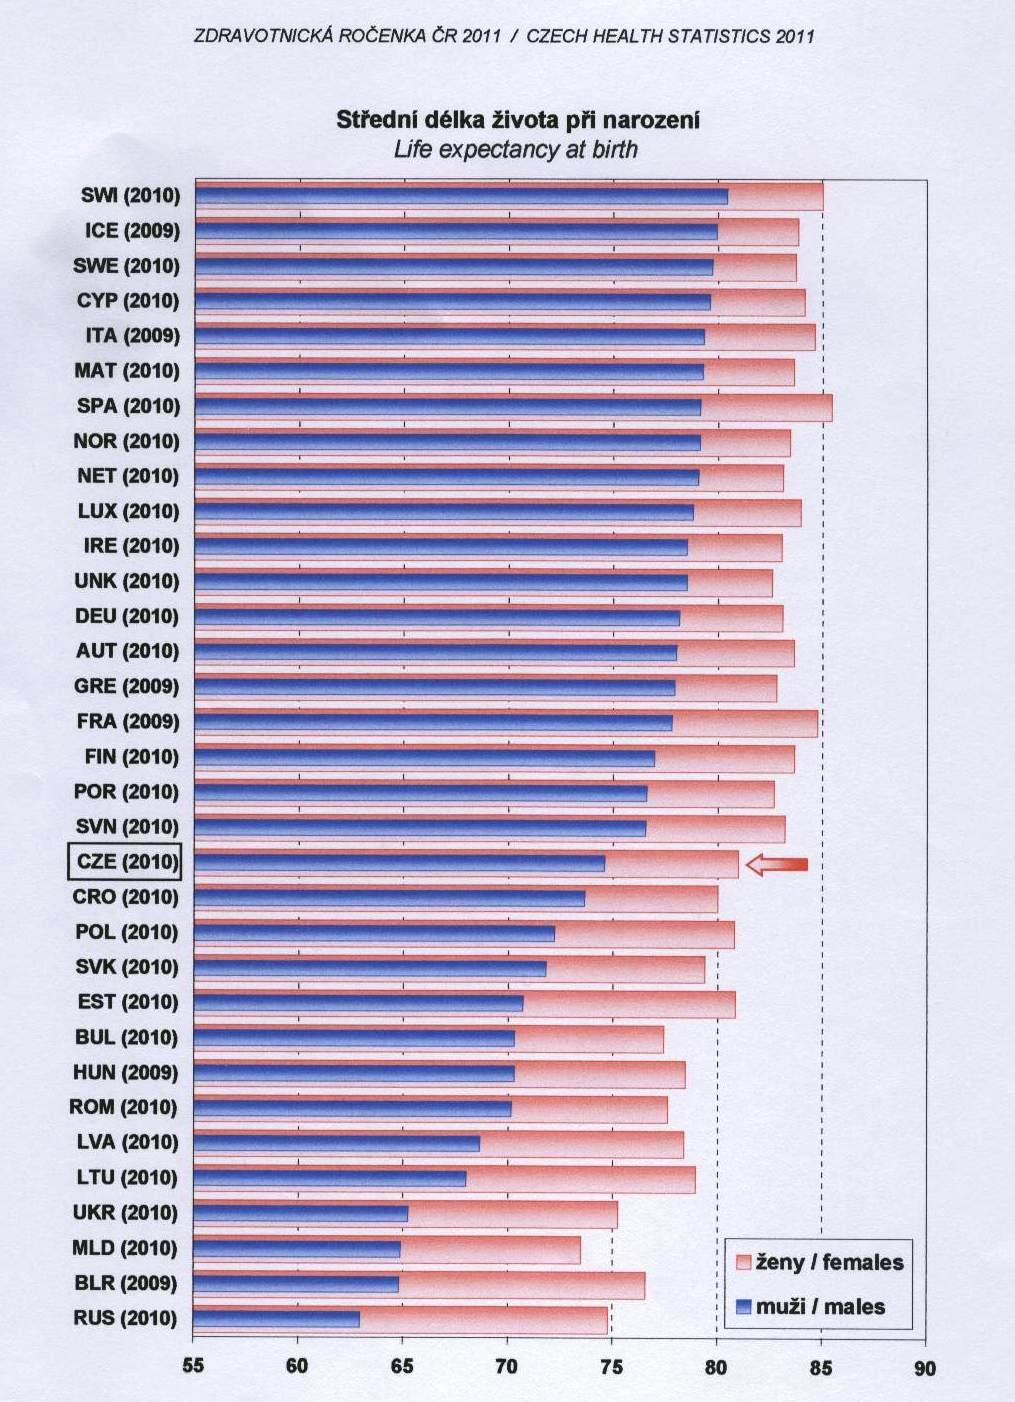 ZDRAVOTNICKÁ ROČENKA ČR 2011 / CZECH HEALTH STATISTICS 2011
Střední délka života při narození
Life expectancy at birth
SWI (2010)
ICE (2009)
SWE (2010)
CYP (2010)
ITA (2009)
MAT (2010)
SPA (2010)
NOR (2010)
NET (2010)
LUX (2010)
IRE (2010)
UNK (2010)
DEU (2010)
AUT (2010)
GRE (2009)
FRA (2009)
FIN (2010)
POR (2010)
SVN (2010)
CZE (2010)
CRO (2010)
POL (2010)
SVK (2010)
EST (2010)
BUL (2010)
HUN (2009)
ROM (2010)
LVA (2010)
LTU (2010)
UKR (2010)
MLD (2010)
BLR (2009)
RUS (2010)
ženy / females
muži / males
55 60 65 70 75 80 85 90